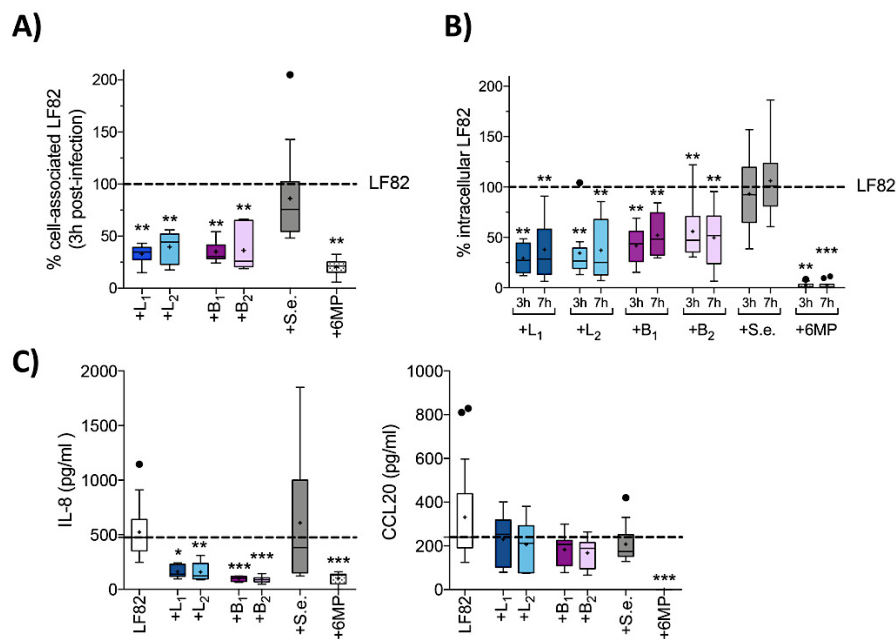 A)
% cell-associated LF82
(3h post-infection)
200
150
100
50
0
LF82
** ** ** ** **
+L1 +L2 +B1 +B2 +S.e. +6MP
B)
% intracellular LF82
200
150
100
50
0
LF82
** ** ** ** ** ** ** ** ** ***
3h 7h 3h 7h 3h 7h 3h 7h 3h 7h 3h 7h
+L1 +L2 +B1 +B2 +S.e. +6MP
C)
IL-8 (pg/ml )
2000
1500
1000
500
0
* ** *** *** ***
LF82 +L1 +L2 +B1 +B2 +S.e. +6MP
CCL20 (pg/ml)
1000
800
600
400
200
0
***
LF82 +L1 +L2 +B1 +B2 +S.e. +6MP